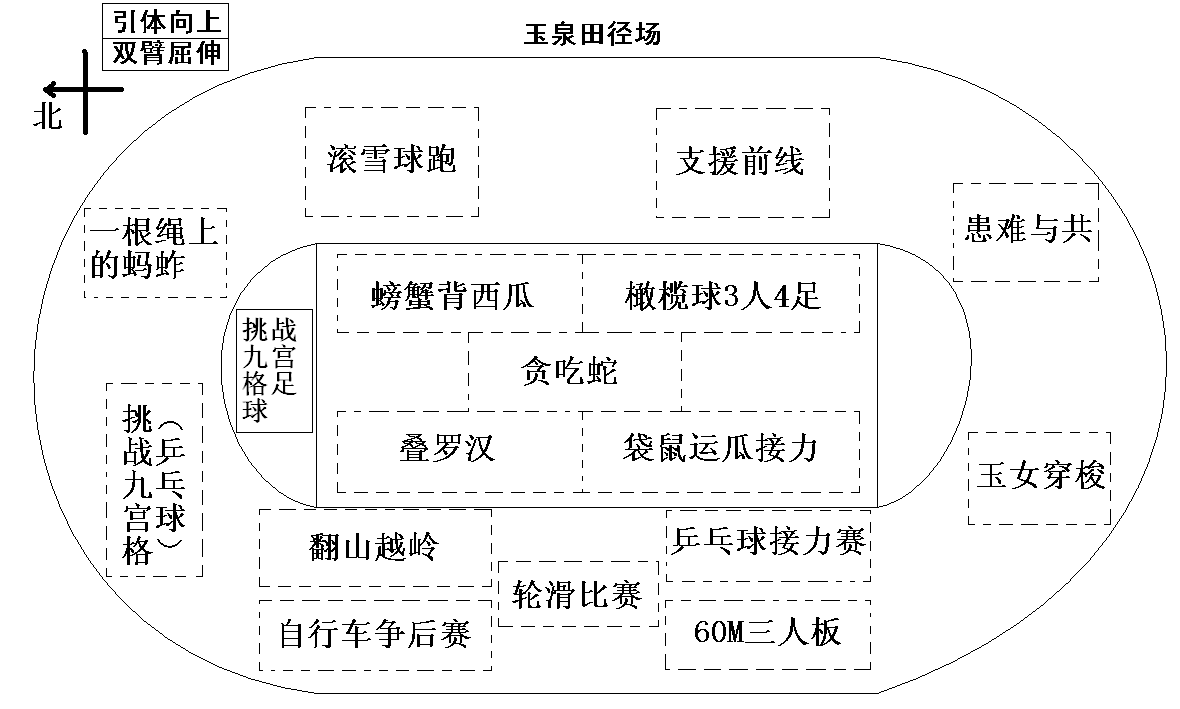 引体向上
双臂屈伸
玉泉田径场
北
滚雪球跑
支援前线
一根绳上
的蚂蚱
患难与共
螃蟹背西瓜
橄榄球3人4足
挑战
九宫
格足
球
贪吃蛇
叠罗汉
袋鼠运瓜接力
挑战九宫格
（乒乓球）
玉女穿梭
翻山越岭
乒乓球接力赛
轮滑比赛
自行车争后赛
60M三人板